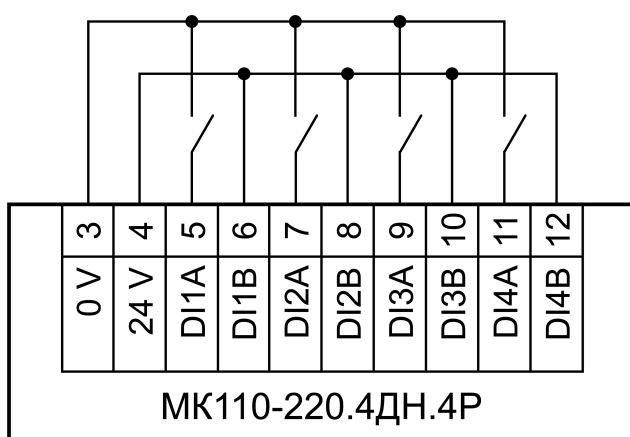 3 4 5 6 7 8 9 10 11 12
0 V 24 V DI1A DI1B DI2A DI2B DI3A DI3B DI4A DI4B
МК110-220.4ДН.4Р